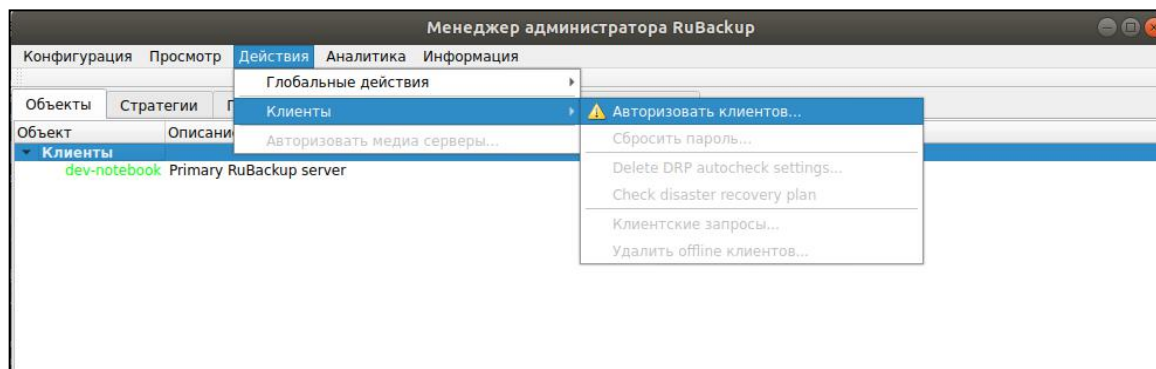 Менеджер администратора RuBackup
Конфигурация Просмотр Действия Аналитика Информация
Глобальные действия
Объекты Стратегии
Клиенты
Авторизовать клиентов...
Объект Описани
Авторизовать медиа серверы...
Сбросить пароль...
Клиенты
dev-notebook Primary RuBackup server
Delete DRP autocheck settings...
Check disaster recovery plan
Клиентские запросы...
Удалить offline клиентов...